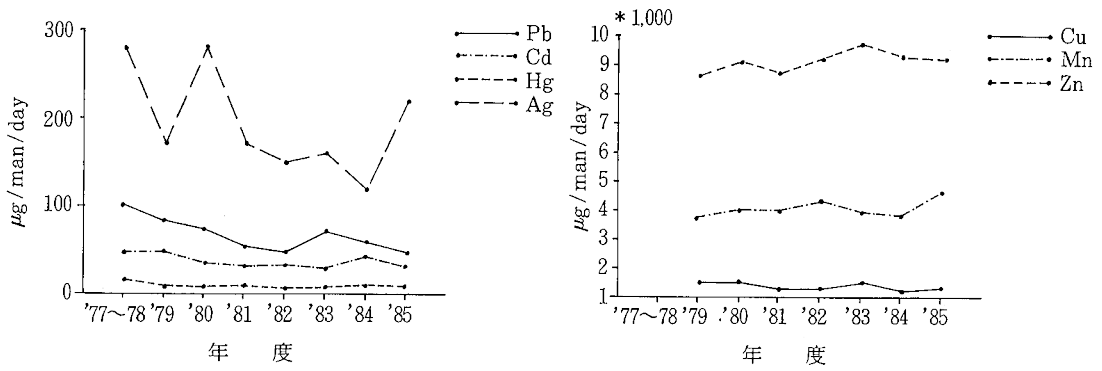 300
200
100
0
μg/man/day
'77～78 '79 '80 '81 '82 '83 '84 '85
年 度
Pb
Cd
Hg
Ag
* 1,000
10
9
8
7
6
5
4
3
2
1
μg/man/day
'77～78 '79 '80 '81 '82 '83 '84 '85
年 度
Cu
Mn
Zn